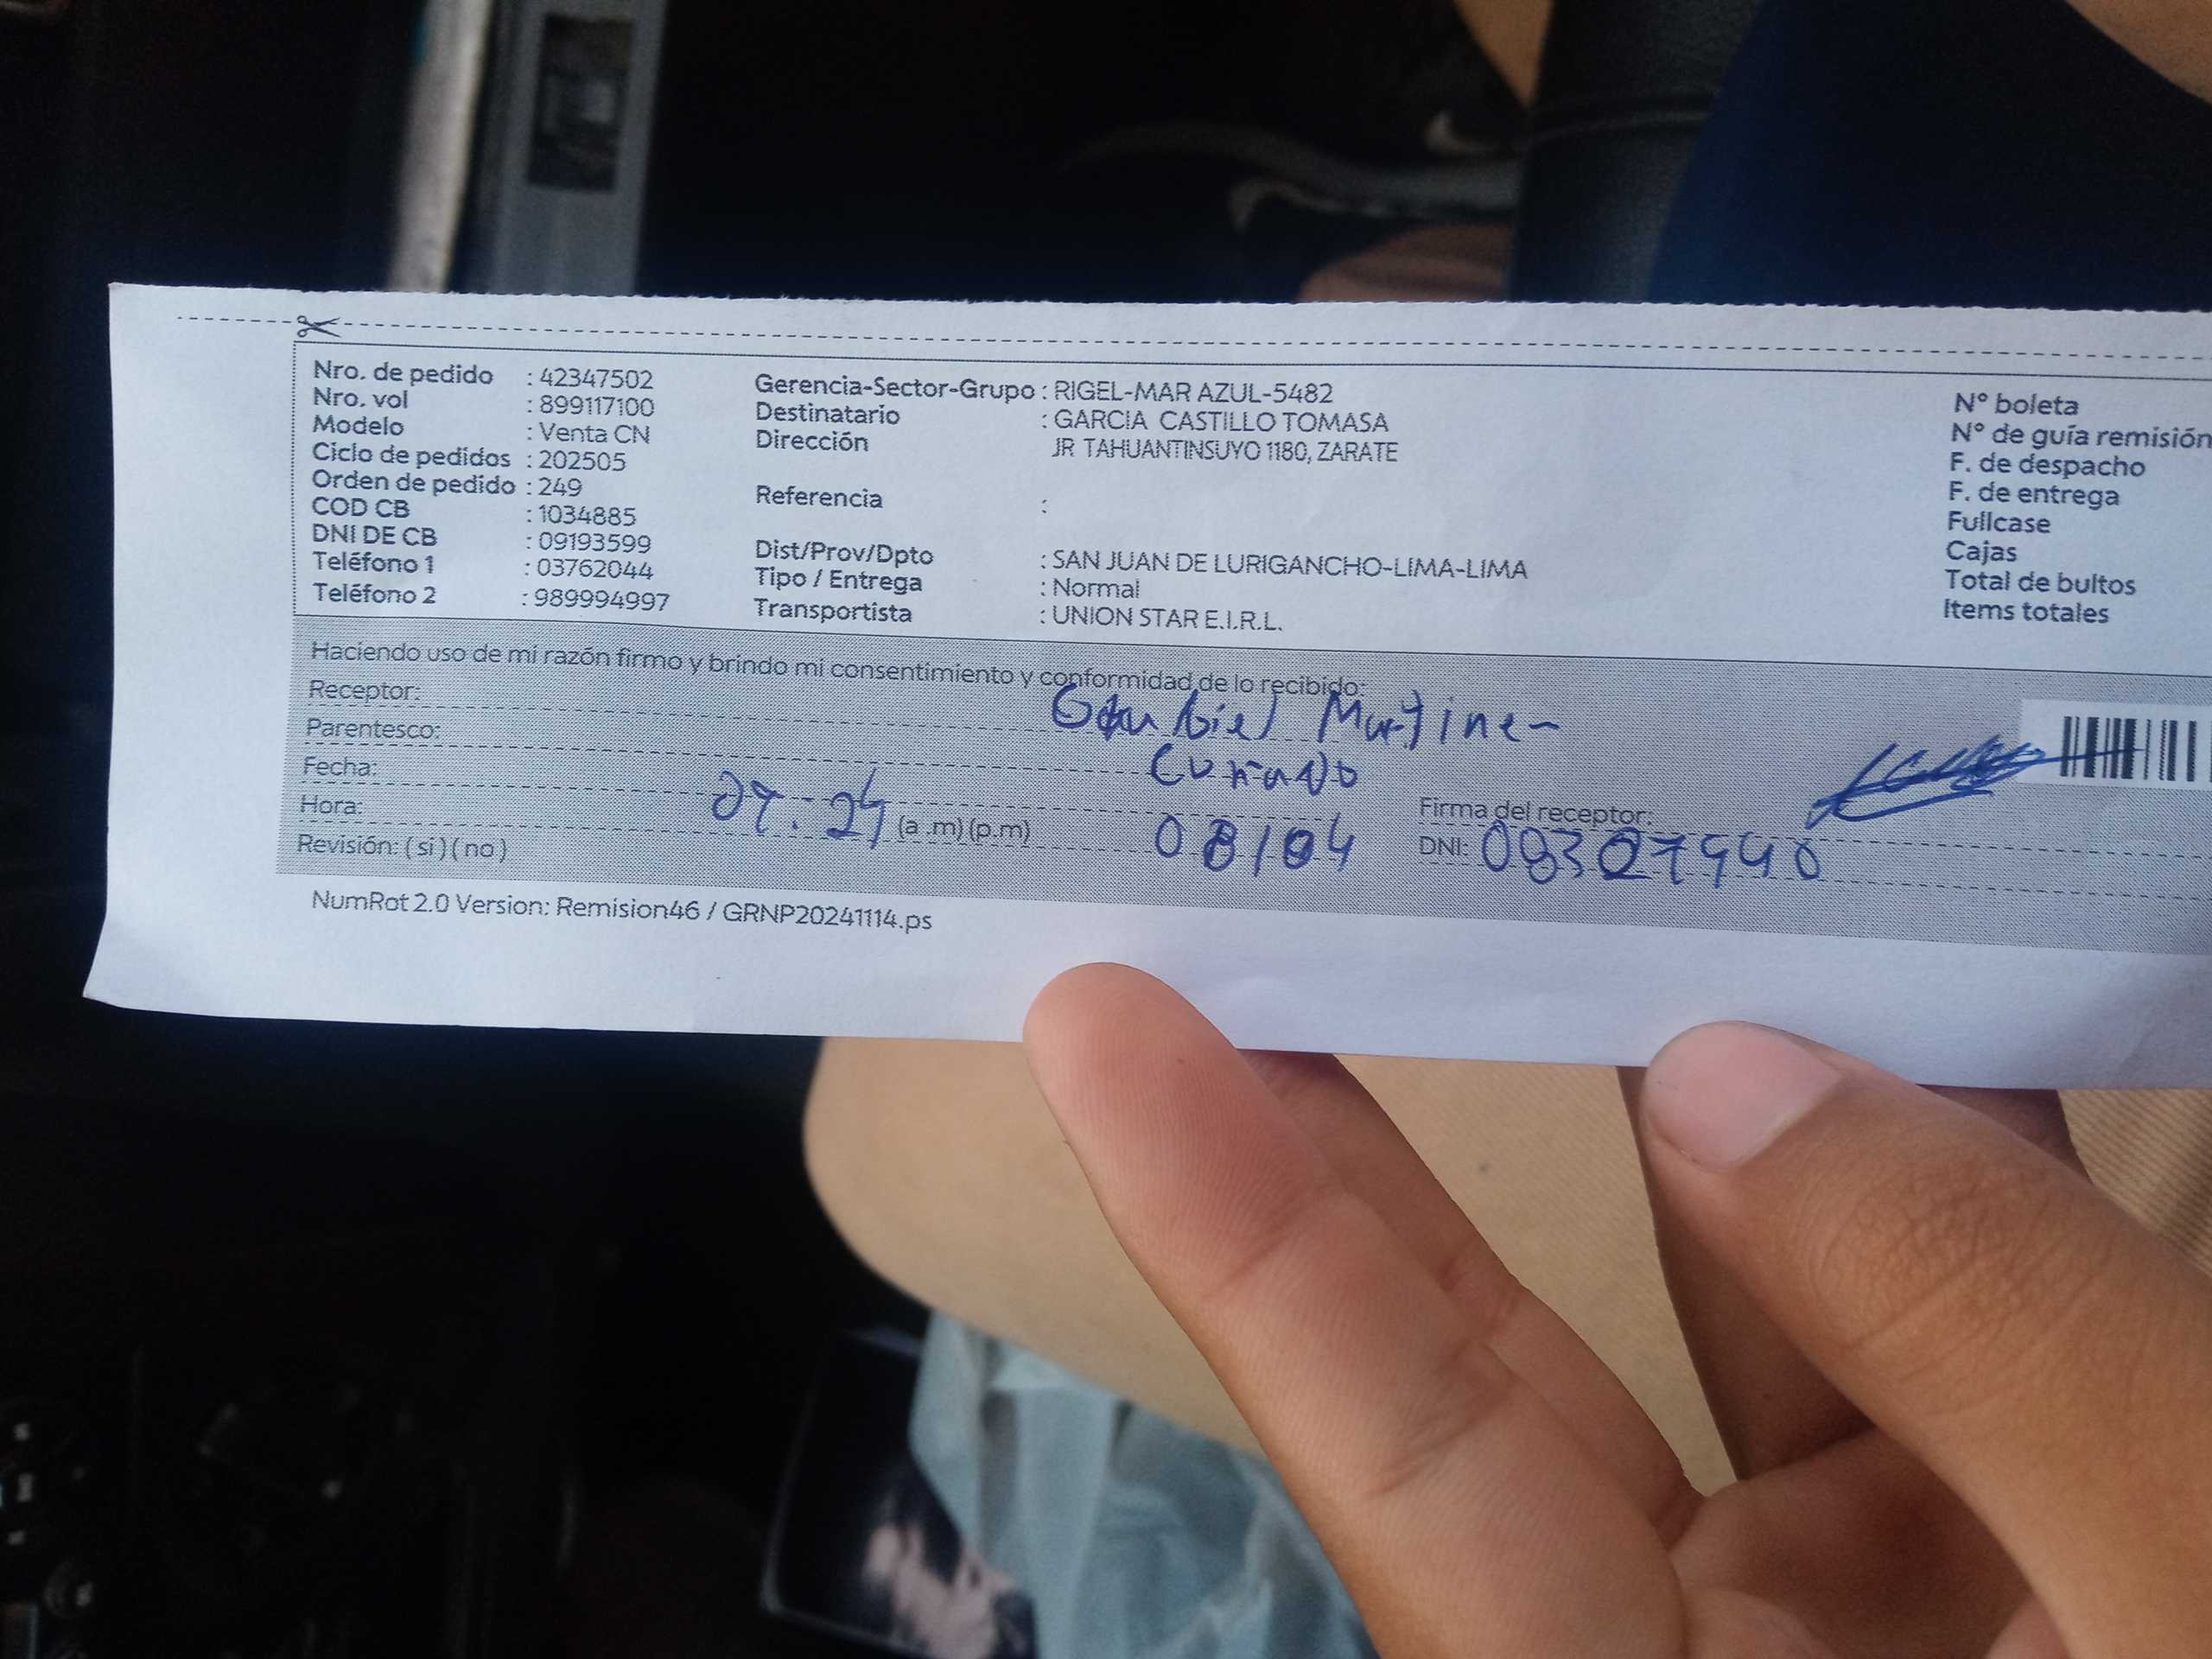 Nro. de pedido : 42347502
Nro. vol : 899117100
Modelo : Venta CN
Ciclo de pedidos : 202505
Orden de pedido : 249
COD CB : 1034885
DNI DE CB : 09193599
Teléfono 1 : 03762044
Teléfono 2 : 989994997
Gerencia-Sector-Grupo : RIGEL-MAR AZUL-5482
Destinatario : GARCIA CASTILLO TOMASA
Dirección JR TAHUANTINSUYO 1180, ZARATE
Referencia :
Dist/Prov/Dpto : SAN JUAN DE LURIGANCHO-LIMA-LIMA
Tipo / Entrega : Normal
Transportista : UNION STAR E.I.R.L.
N° boleta
N° de guía remisión
F. de despacho
F. de entrega
Fullcase
Cajas
Total de bultos
Items totales
Haciendo uso de mi razón firmo y brindo mi consentimiento y conformidad de lo recibido:
Receptor:
Parentesco: Cuñado
Fecha: 08/04
Hora: (a .m) (p.m)
Revisión: ( si ) ( no )
Firma del receptor:
DNI:
NumRot 2.0 Version: Remision46 / GRNP20241114.ps